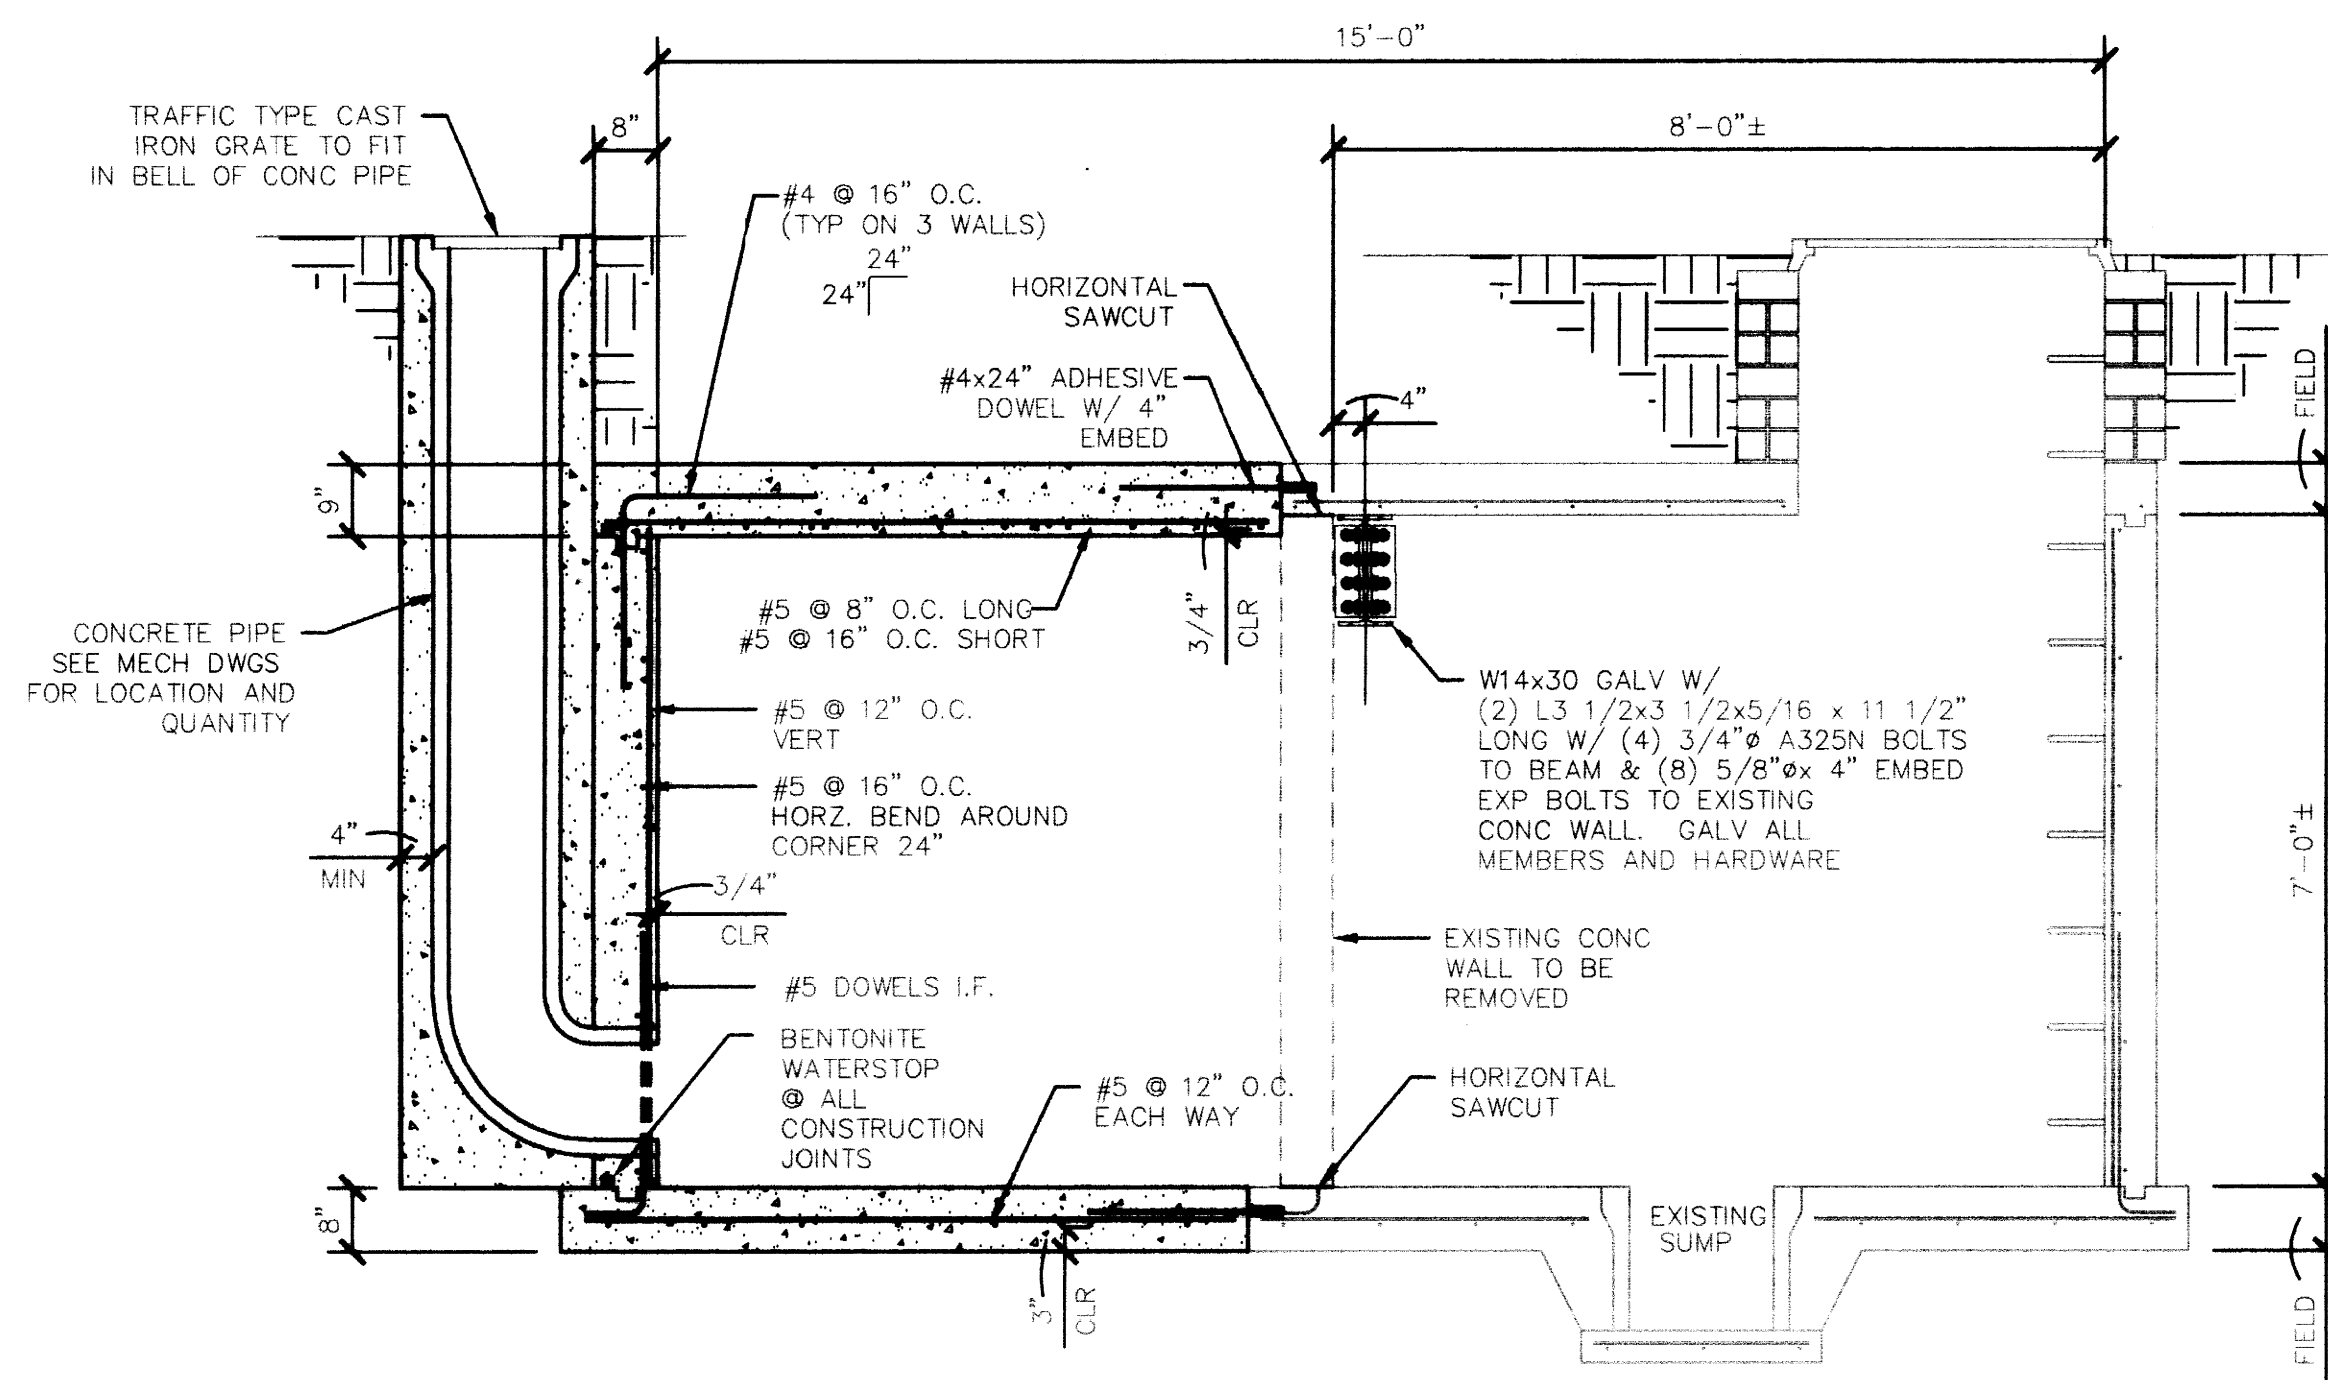 15'-0"
TRAFFIC TYPE CAST
IRON GRATE TO FIT
IN BELL OF CONC PIPE
8"
8'-0"±
#4 @ 16" O.C.
(TYP ON 3 WALLS)
24"
24"
HORIZONTAL
SAWCUT
#4x24" ADHESIVE
DOWEL W/ 4"
EMBED
4"
FIELD
9"
#5 @ 8" O.C. LONG
#5 @ 16" O.C. SHORT
3/4"
CLR
CONCRETE PIPE
SEE MECH DWGS
FOR LOCATION AND
QUANTITY
#5 @ 12" O.C.
VERT
W14x30 GALV W/
(2) L3 1/2x3 1/2x5/16 x 11 1/2"
LONG W/ (4) 3/4"ø A325N BOLTS
TO BEAM & (8) 5/8"øx 4" EMBED
EXP BOLTS TO EXISTING
CONC WALL. GALV ALL
MEMBERS AND HARDWARE
#5 @ 16" O.C.
HORZ. BEND AROUND
CORNER 24"
4"
MIN
7'-0"±
3/4"
CLR
EXISTING CONC
WALL TO BE
REMOVED
#5 DOWELS I.F.
BENTONITE
WATERSTOP
@ ALL
CONSTRUCTION
JOINTS
#5 @ 12" O.C.
EACH WAY
HORIZONTAL
SAWCUT
8"
EXISTING
SUMP
3"
CLR
FIELD